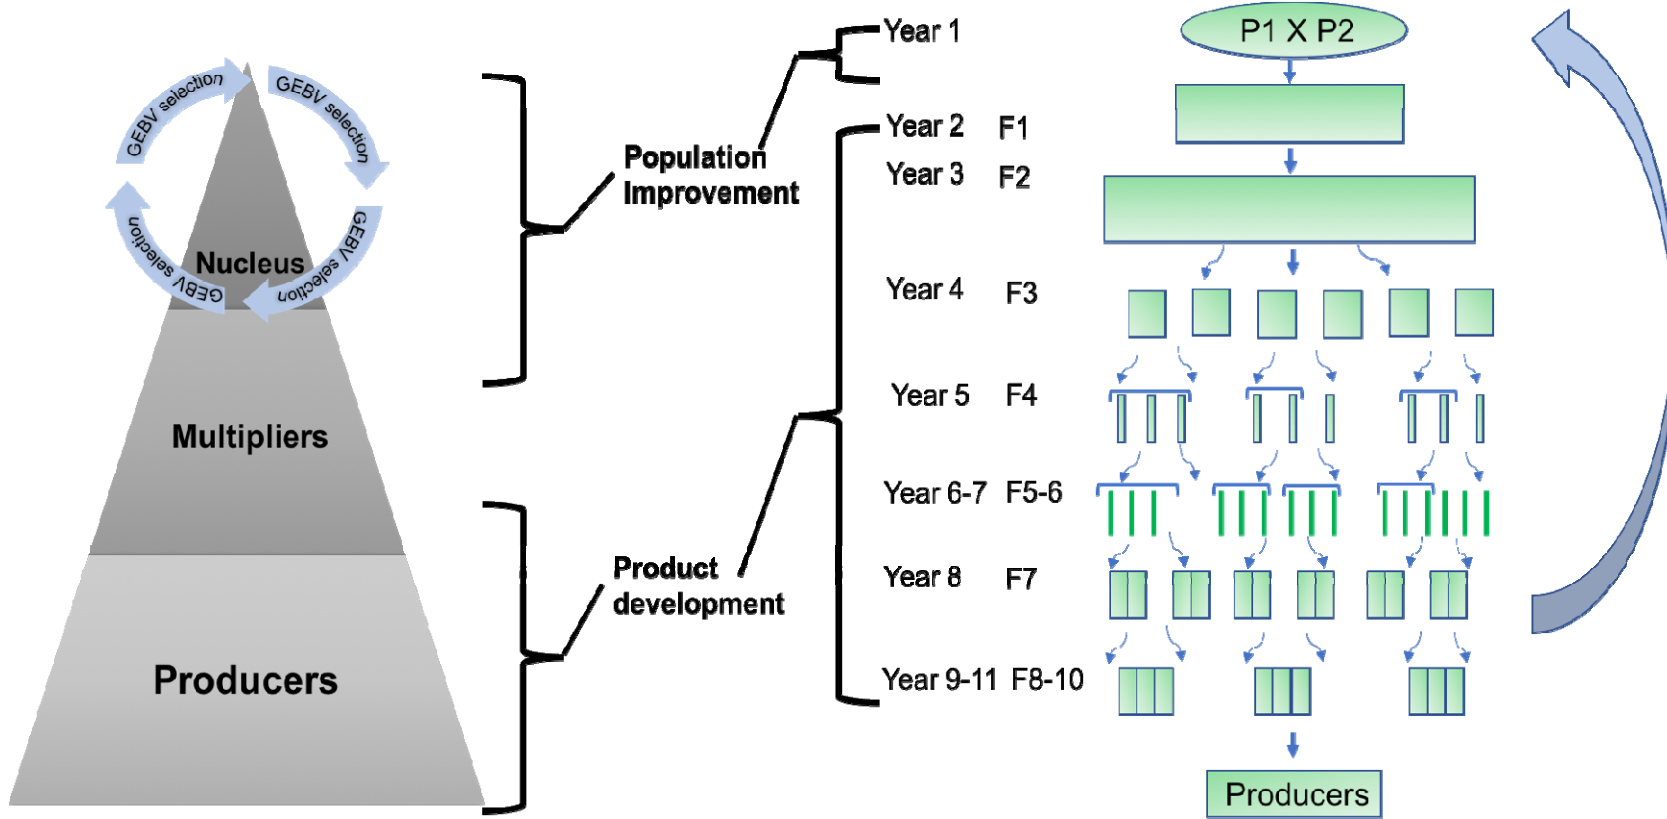 GEBV selection
GEBV selection
GEBV selection
GEBV selection
Nucleus
Multipliers
Producers
Population
Improvement
Product
development
Year 1
Year 2 F1
Year 3 F2
Year 4 F3
Year 5 F4
Year 6-7 F5-6
Year 8 F7
Year 9-11 F8-10
P1 X P2
Producers